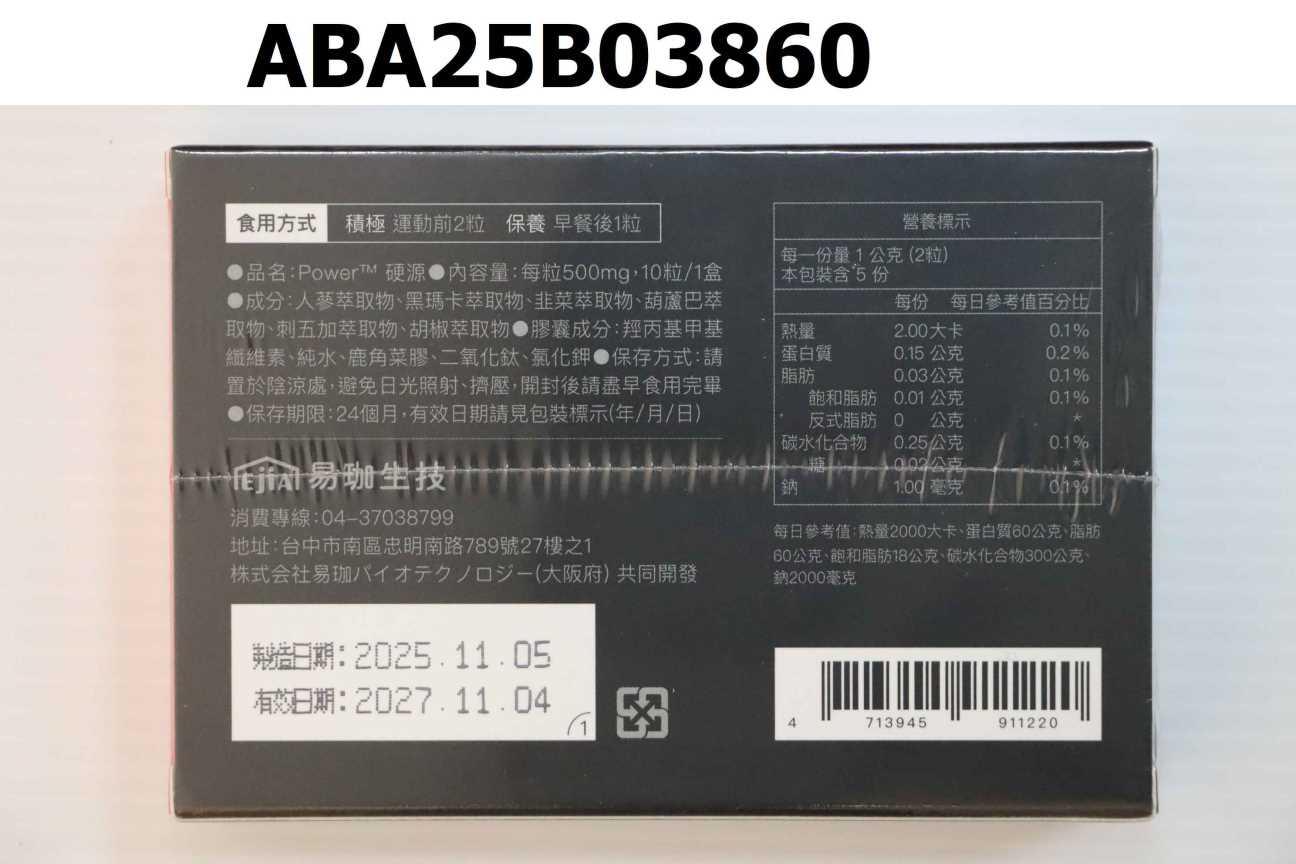 ABA25B03860
食用方式 積極 運動前2粒 保養 早餐後1粒
●品名:Power™ 硬源●內容量:每粒500mg,10粒/1盒
●成分:人蔘萃取物、黑瑪卡萃取物、韭菜萃取物、葫蘆巴萃
取物、刺五加萃取物、胡椒萃取物●膠囊成分:羥丙基甲基
纖維素、純水、鹿角菜膠、二氧化鈦、氯化鉀●保存方式:請
置於陰涼處,避免日光照射、擠壓,開封後請盡早食用完畢
●保存期限:24個月,有效日期請見包裝標示(年/月/日)
EJIAI 易珈生技
消費專線:04-37038799
地址:台中市南區忠明南路789號27樓之1
株式会社易珈バイオテクノロジー(大阪府) 共同開發
製造日期:2025.11.05
有效日期:2027.11.04
1
營養標示
每一份量 1 公克 (2粒)
本包裝含 5 份
每份 每日參考值百分比
熱量 2.00大卡 0.1%
蛋白質 0.15 公克 0.2%
脂肪 0.03公克 0.1%
飽和脂肪 0.01 公克 0.1%
反式脂肪 0 公克 *
碳水化合物 0.25公克 0.1%
糖 0.02公克 *
鈉 1.00 毫克 0.1%
每日參考值:熱量2000大卡、蛋白質60公克、脂肪
60公克、飽和脂肪18公克、碳水化合物300公克、
鈉2000毫克
4 713945 911220